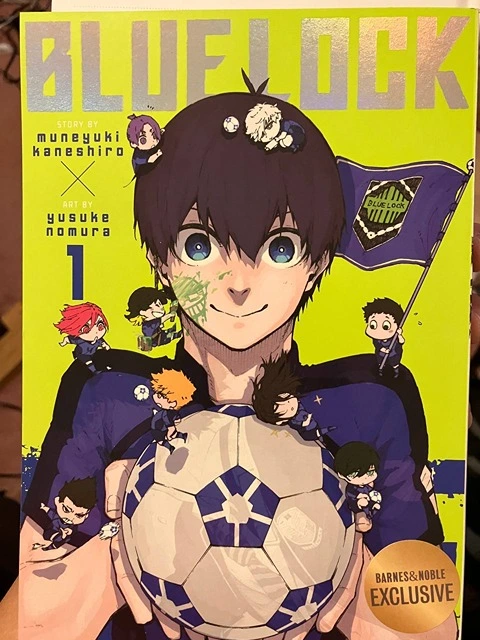 BLUE LOCK
STORY BY
muneyuki
kaneshiro
ART BY
yusuke
nomura
1
BLUE LOCK
BARNES&NOBLE
EXCLUSIVE